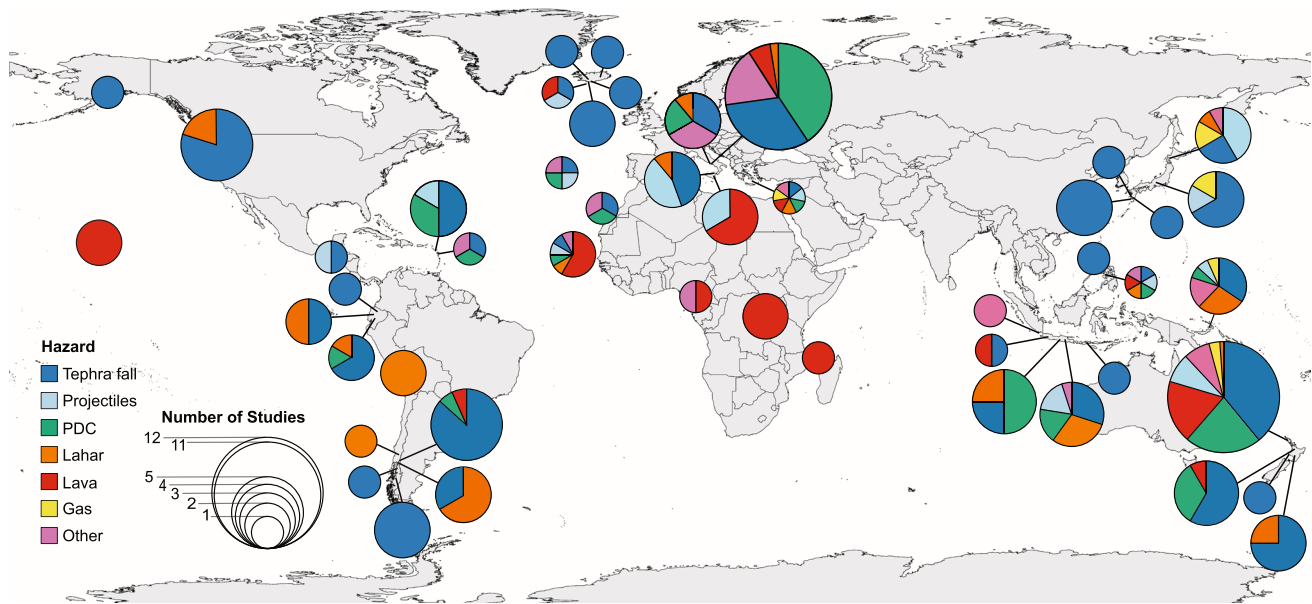 Hazard
Tephra fall
Projectiles
PDC
Lahar
Lava
Gas
Other
Number of Studies
12
11
5
4
3
2
1